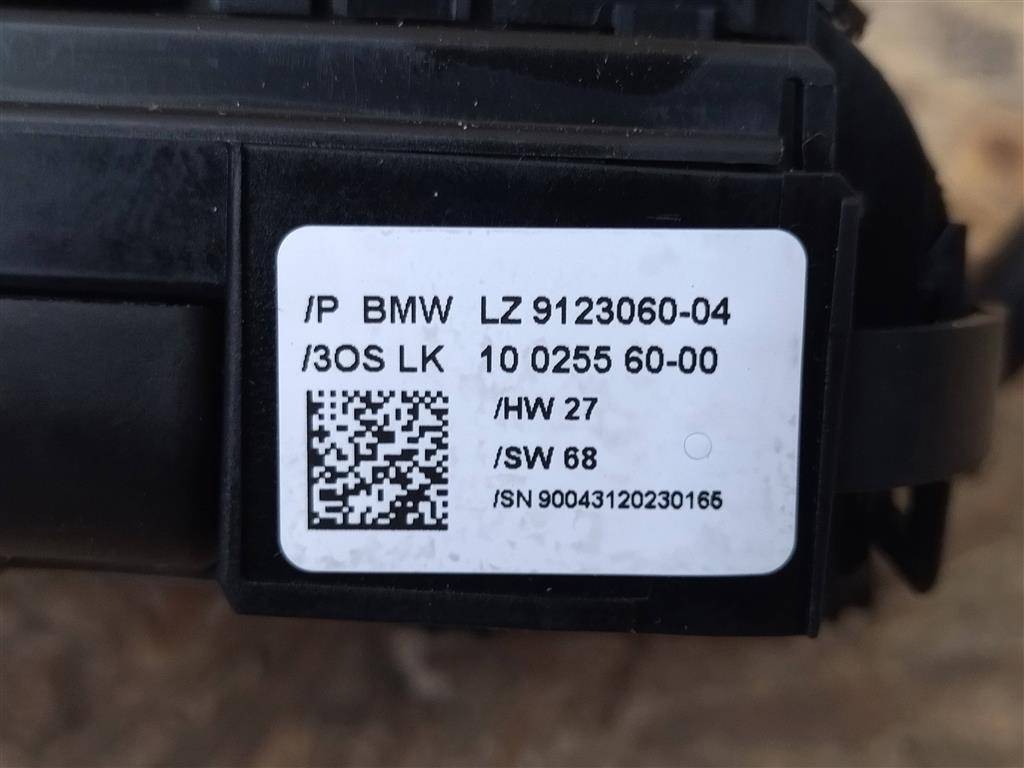 /P BMW LZ 9123060-04
/3OS LK 10 0255 60-00
/HW 27
/SW 68
/SN 90043120230165